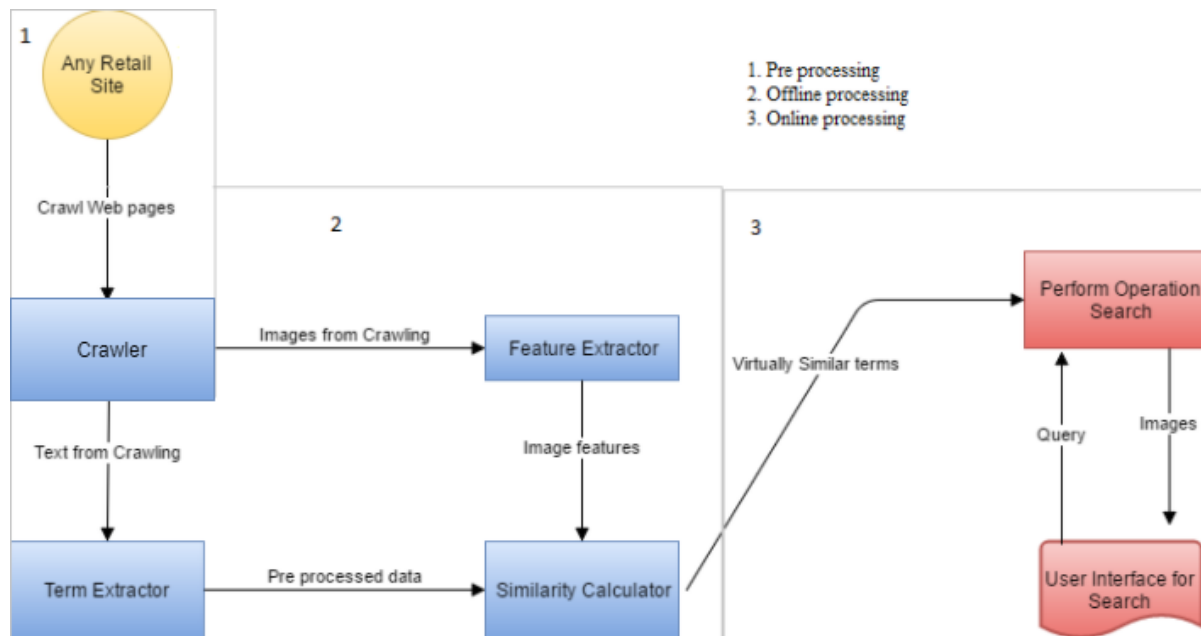 1
Any Retail
Site
1. Pre processing
2. Offline processing
3. Online processing
Crawl Web pages
2
3
Crawler
Images from Crawling
Feature Extractor
Virtually Similar terms
Perform Operation
Search
Text from Crawling
Image features
Query
Images
Term Extractor
Pre processed data
Similarity Calculator
User Interface for
Search